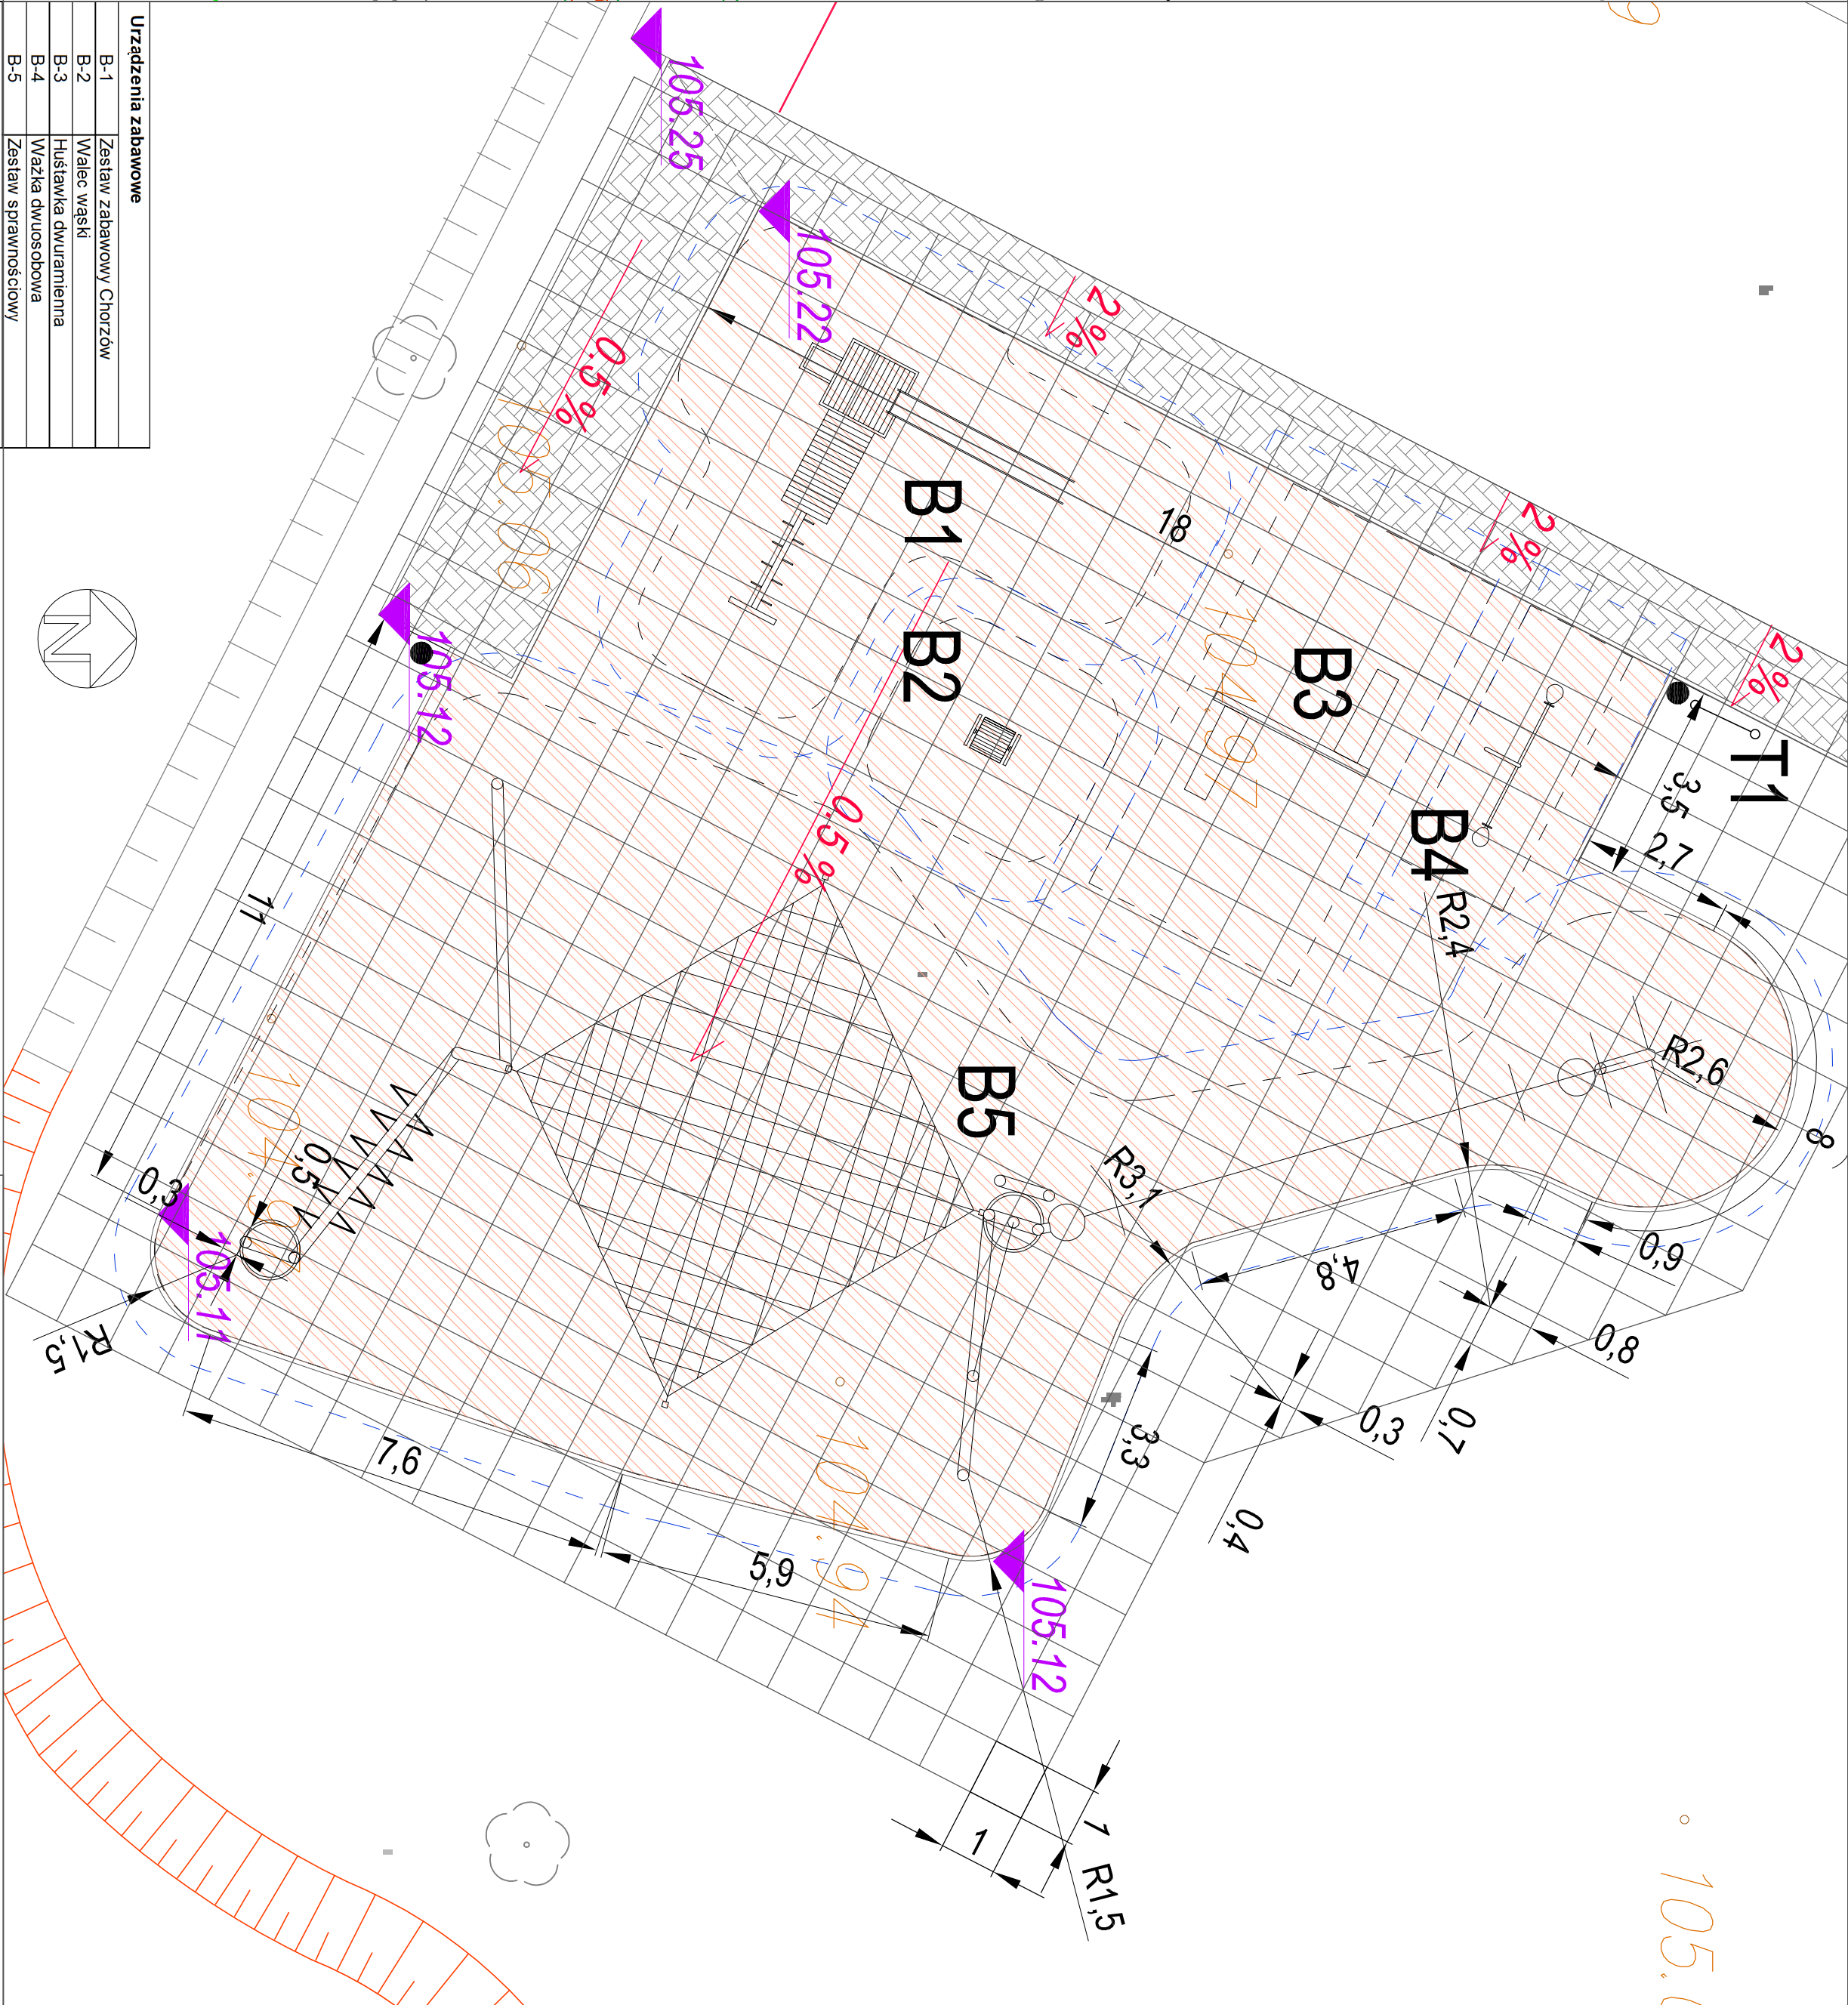 Urządzenia zabawowe
B-1 Zestaw zabawowy Chorzów
B-2 Walec wąski
B-3 Huśtawka dwuramienna
B-4 Ważka dwuosobowa
B-5 Zestaw sprawnościowy
N
105.25
105.22
105.12
105.11
105.12
0.5 %
0.5 %
2 %
2 %
2 %
105.06
104.97
104.94
B1
B2
B3
B4
B5
T1
18
11
3,5
2,7
R2,4
R2,6
8
R3,1
0,9
4,8
0,8
0,7
0,3
0,4
3,3
0,3
0,5
R1,5
7,6
5,9
1
1
R1,5